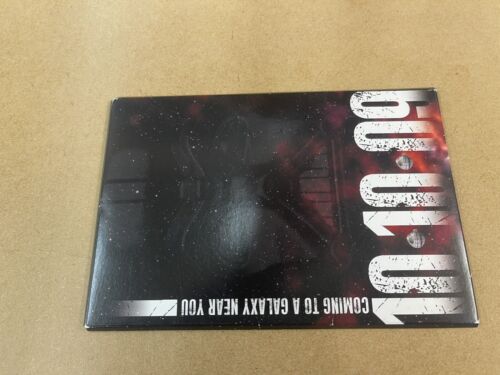 10·10·09
COMING TO A GALAXY NEAR YOU